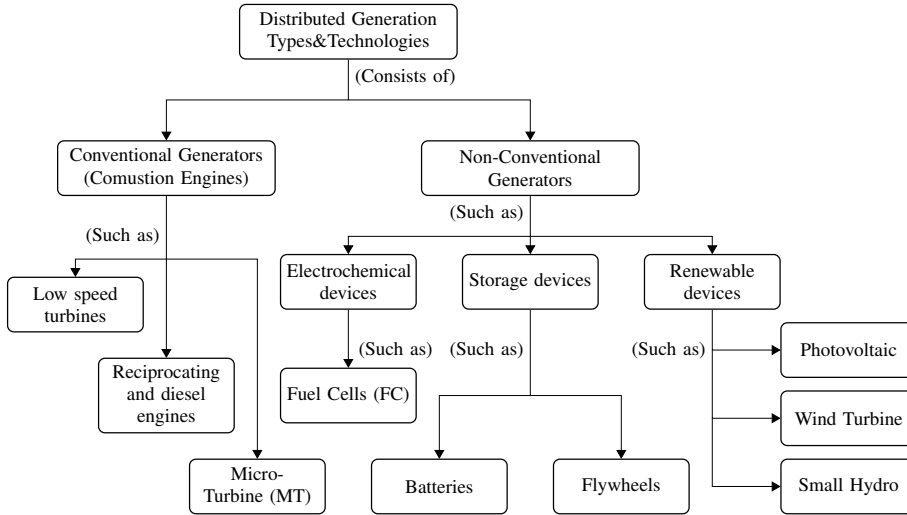 Distributed Generation
Types&Technologies
(Consists of)
Conventional Generators
(Comustion Engines)
Non-Conventional
Generators
(Such as)
(Such as)
Electrochemical
devices
Storage devices
Renewable
devices
Low speed
turbines
(Such as)
(Such as)
(Such as)
Photovoltaic
Reciprocating
and diesel
engines
Fuel Cells (FC)
Wind Turbine
Micro-
Turbine (MT)
Batteries
Flywheels
Small Hydro